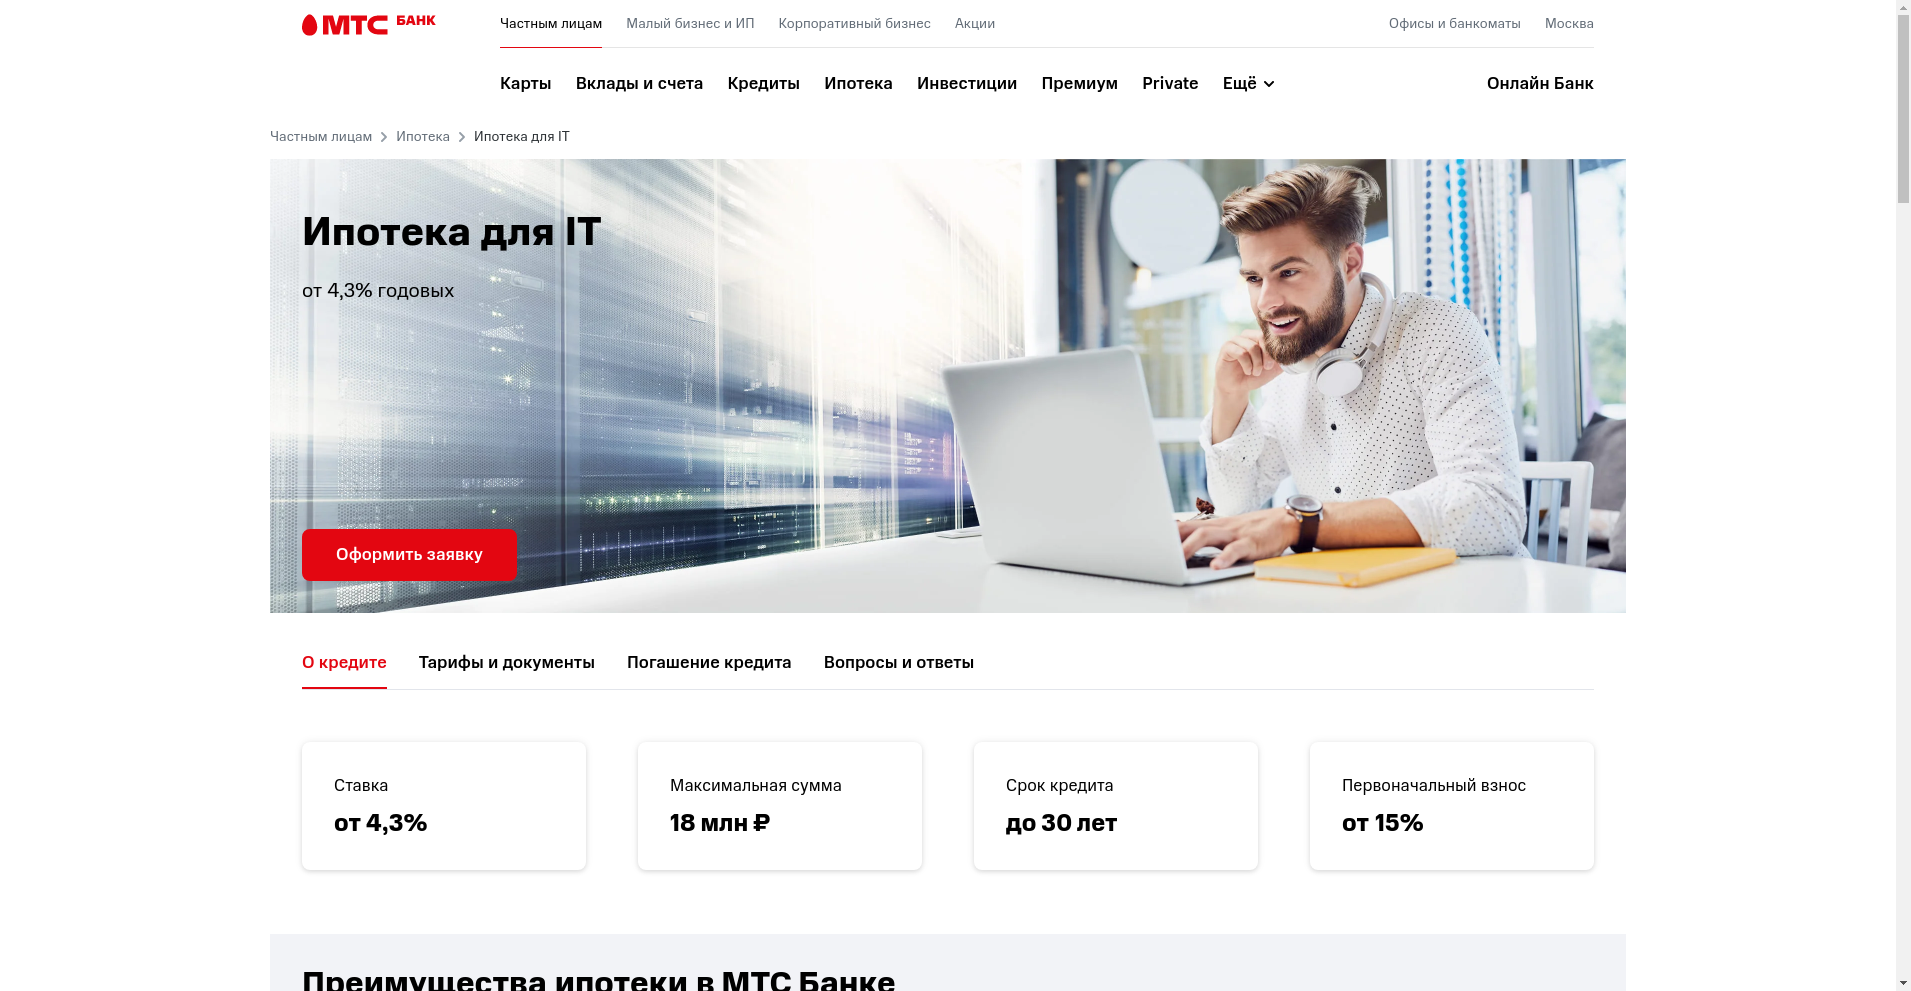 МТС БАНК
Частным лицам Малый бизнес и ИП Корпоративный бизнес Акции Офисы и банкоматы Москва
Карты Вклады и счета Кредиты Ипотека Инвестиции Премиум Private Ещё Онлайн Банк
Частным лицам Ипотека Ипотека для IT
Ипотека для IT
от 4,3% годовых
Оформить заявку
О кредите Тарифы и документы Погашение кредита Вопросы и ответы
Ставка
от 4,3%
Максимальная сумма
18 млн ₽
Срок кредита
до 30 лет
Первоначальный взнос
от 15%
Преимущества ипотеки в МТС Банке